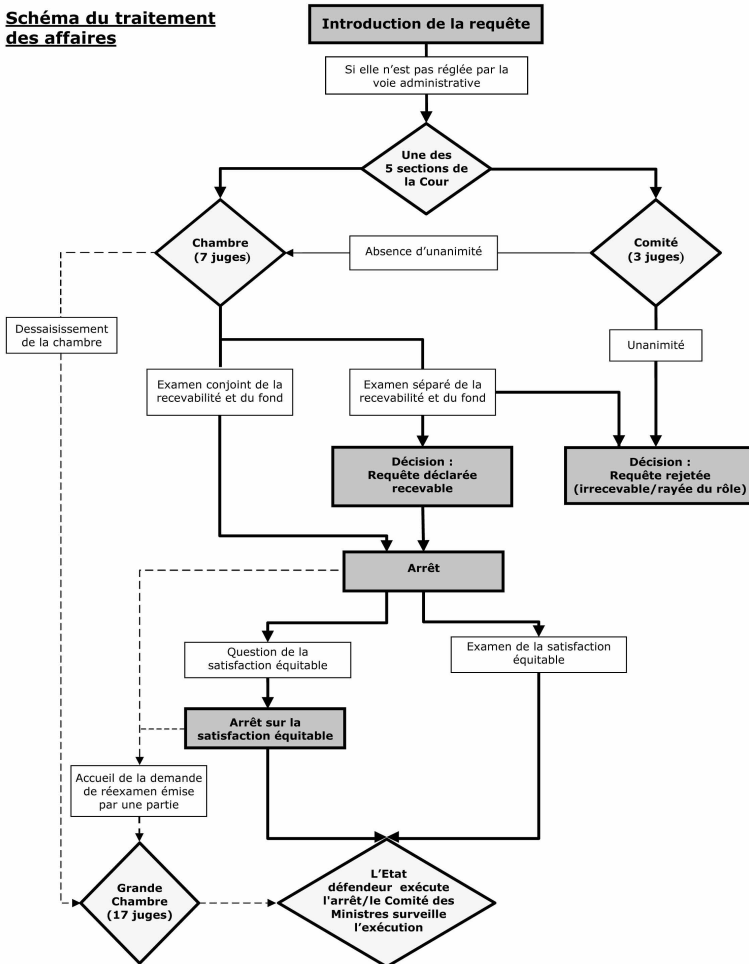 Schéma du traitement
des affaires
Introduction de la requête
Si elle n'est pas réglée par la
voie administrative
Une des
5 sections de
la Cour
Chambre
(7 juges)
Absence d'unanimité
Comité
(3 juges)
Dessaisissement
de la chambre
Unanimité
Examen conjoint de la
recevabilité et du fond
Examen séparé de la
recevabilité et du fond
Décision :
Requête déclarée
recevable
Décision :
Requête rejetée
(irrecevable/rayée du rôle)
Arrêt
Question de la
satisfaction équitable
Examen de la satisfaction
équitable
Arrêt sur la
satisfaction équitable
Accueil de la demande
de réexamen émise
par une partie
Grande
Chambre
(17 juges)
L'Etat
défendeur exécute
l'arrêt/le Comité des
Ministres surveille
l'exécution